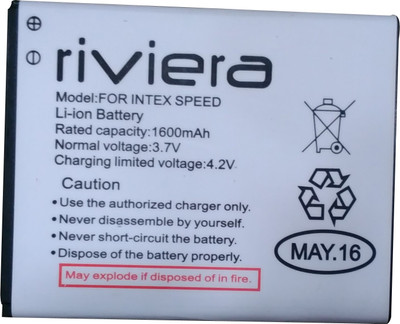 riviera
Model:FOR INTEX SPEED
Li-ion Battery
Rated capacity:1600mAh
Normal voltage:3.7V
Charging limited voltage:4.2V
Caution
• Use the authorized charger only.
• Never disassemble by yourself.
• Never short-circuit the battery.
• Dispose of the battery properly.
May explode if disposed of in fire.
MAY.16